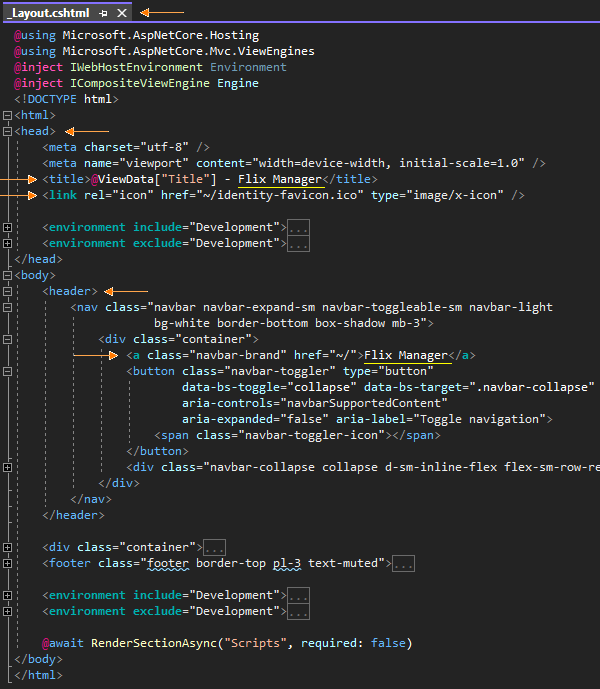 _Layout.cshtml
@using Microsoft.AspNetCore.Hosting
@using Microsoft.AspNetCore.Mvc.ViewEngines
@inject IWebHostEnvironment Environment
@inject ICompositeViewEngine Engine
<!DOCTYPE html>
<html>
<head>
<meta charset="utf-8" />
<meta name="viewport" content="width=device-width, initial-scale=1.0" />
<title>@ViewData["Title"] - Flix Manager</title>
<link rel="icon" href="~/identity-favicon.ico" type="image/x-icon" />
<environment include="Development">...
<environment exclude="Development">...
</head>
<body>
<header>
<nav class="navbar navbar-expand-sm navbar-toggleable-sm navbar-light
bg-white border-bottom box-shadow mb-3">
<div class="container">
<a class="navbar-brand" href="~/">Flix Manager</a>
<button class="navbar-toggler" type="button"
data-bs-toggle="collapse" data-bs-target=".navbar-collapse"
aria-controls="navbarSupportedContent"
aria-expanded="false" aria-label="Toggle navigation">
<span class="navbar-toggler-icon"></span>
</button>
<div class="navbar-collapse collapse d-sm-inline-flex flex-sm-row-re
</div>
</nav>
</header>
<div class="container">...
<footer class="footer border-top pl-3 text-muted">...
<environment include="Development">...
<environment exclude="Development">...
@await RenderSectionAsync("Scripts", required: false)
</body>
</html>